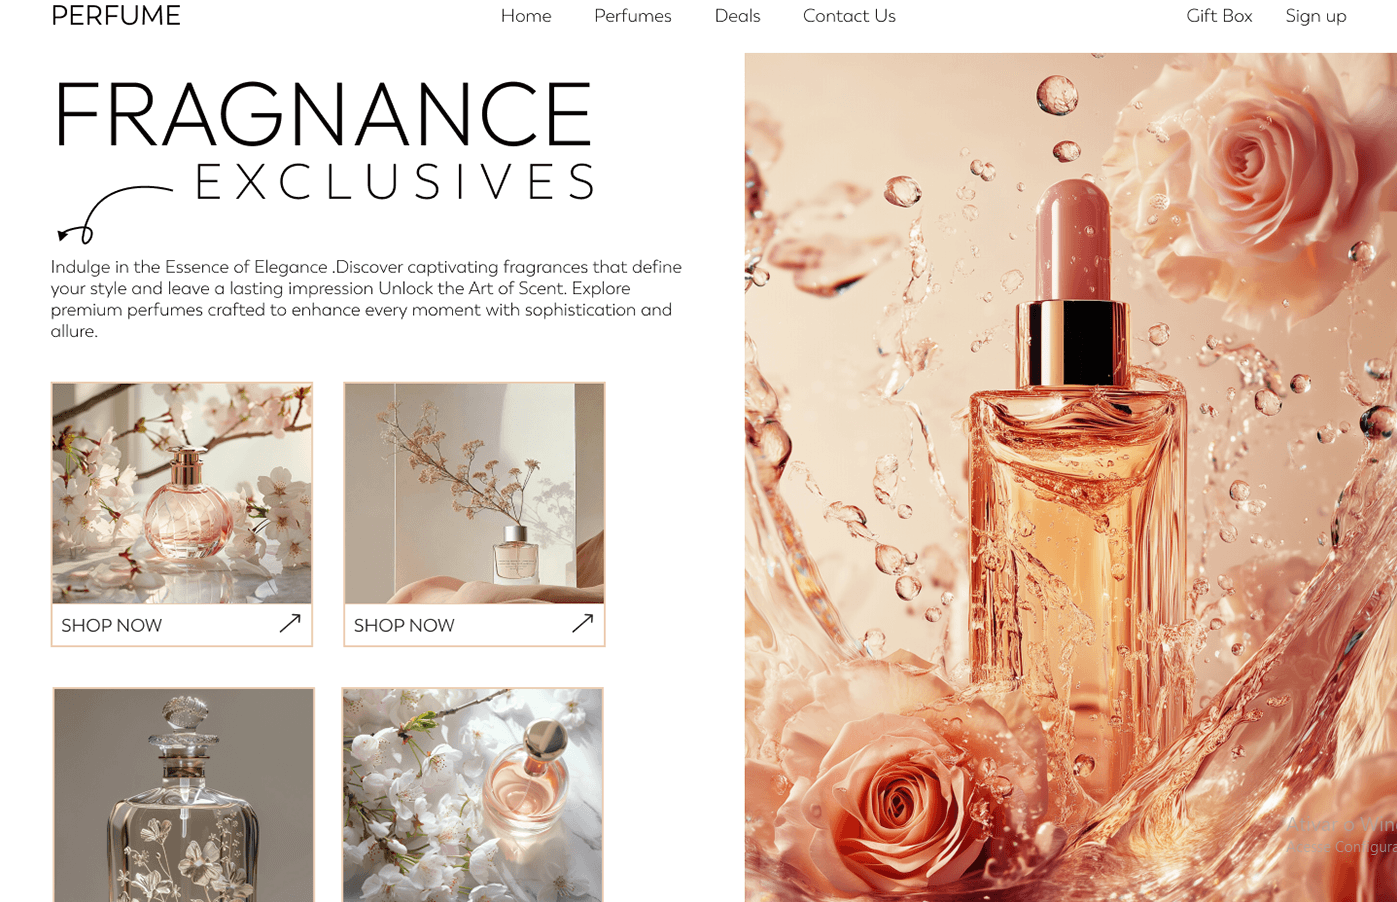 PERFUME
Home Perfumes Deals Contact Us Gift Box Sign up
FRAGNANCE
EXCLUSIVES
Indulge in the Essence of Elegance .Discover captivating fragrances that define
your style and leave a lasting impression Unlock the Art of Scent. Explore
premium perfumes crafted to enhance every moment with sophistication and
allure.
SHOP NOW
SHOP NOW